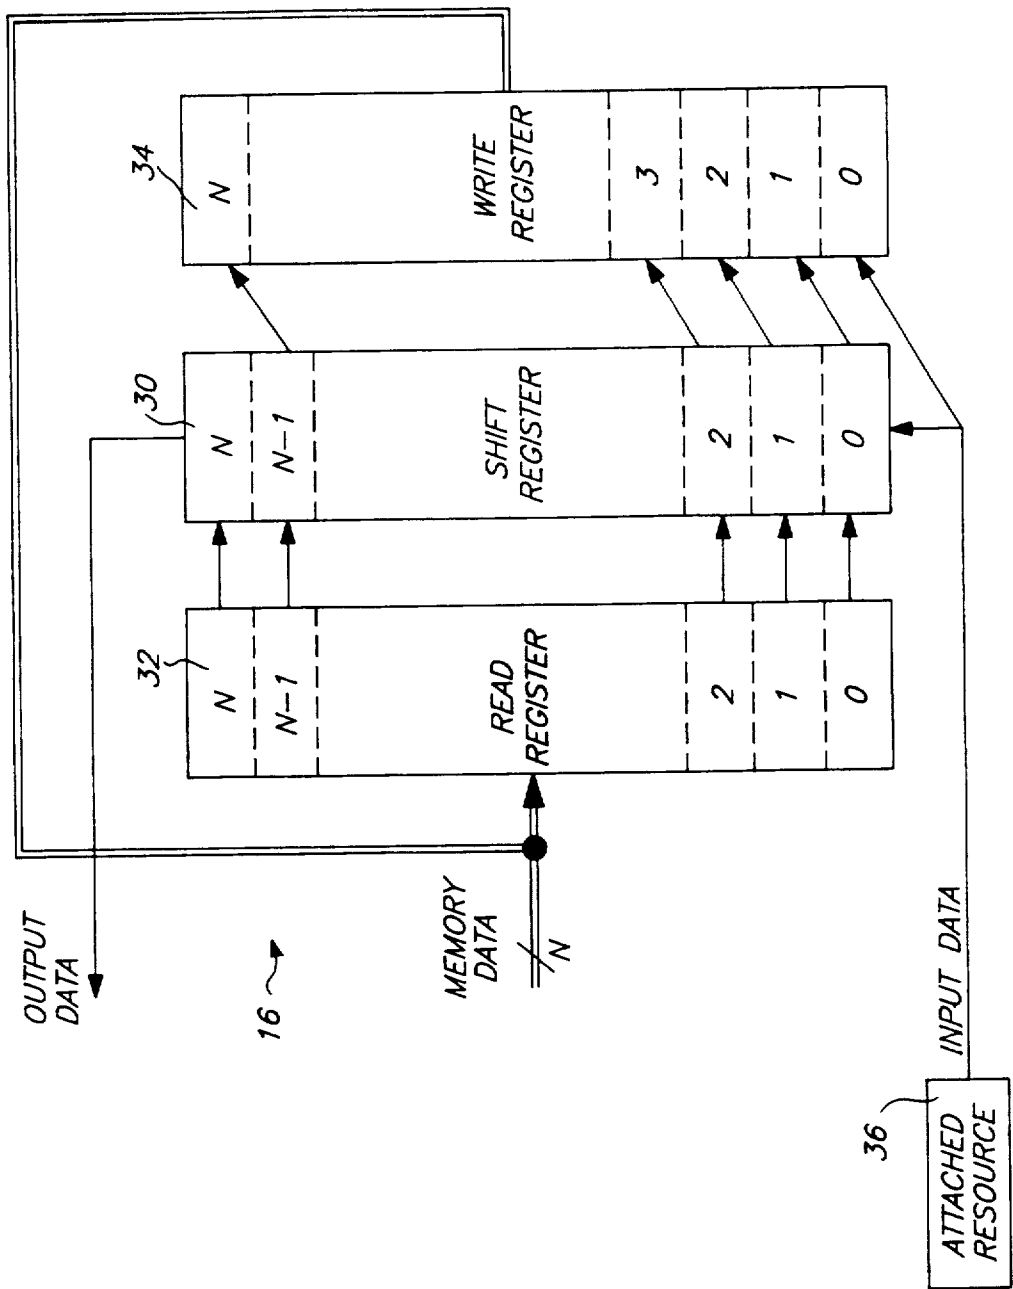 OUTPUT
DATA
16
MEMORY
DATA
N
32
N
N-1
READ
REGISTER
2
1
0
30
N
N-1
SHIFT
REGISTER
2
1
0
34
N
WRITE
REGISTER
3
2
1
0
36
ATTACHED
RESOURCE
INPUT DATA